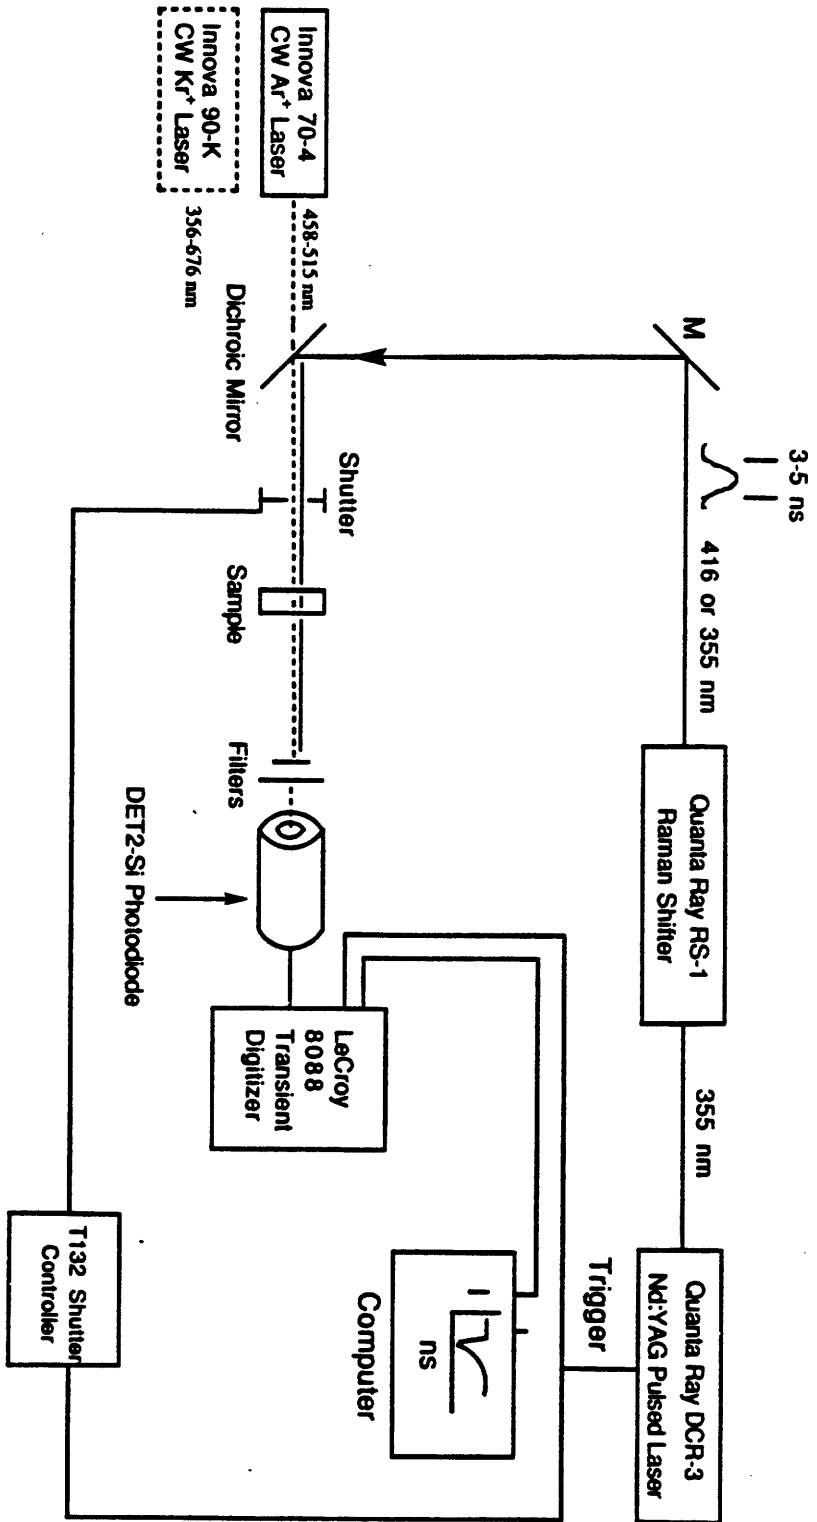 3-5 ns
416 or 355 nm
Quanta Ray RS-1
Raman Shifter
355 nm
Quanta Ray DCR-3
Nd:YAG Pulsed Laser
M
Trigger
Innova 70-4
CW Ar⁺ Laser
458-515 nm
Shutter
LeCroy
8088
Transient
Digitizer
I
ns
Computer
Innova 90-K
CW Kr⁺ Laser
356-676 nm
Dichroic Mirror
Sample
Filters
DET2-Si Photodiode
T132 Shutter
Controller